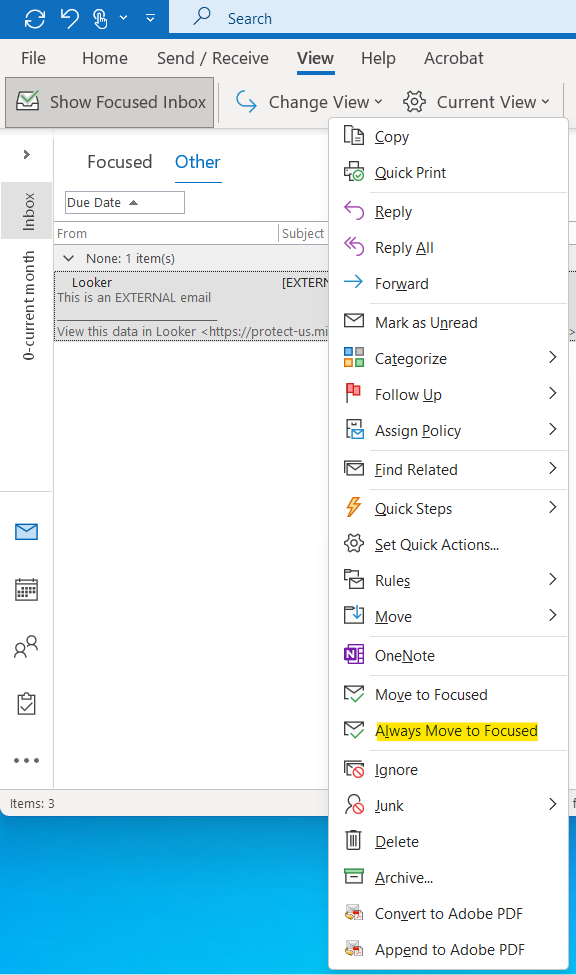 Search
File Home Send / Receive View Help Acrobat
Show Focused Inbox Change View Current View
Focused Other
Due Date
From Subject
None: 1 item(s)
Looker [EXTERN
This is an EXTERNAL email
View this data in Looker <https://protect-us.mi >
Inbox
0-current month
Items: 3 f
Copy
Quick Print
Reply
Reply All
Forward
Mark as Unread
Categorize
Follow Up
Assign Policy
Find Related
Quick Steps
Set Quick Actions...
Rules
Move
OneNote
Move to Focused
Always Move to Focused
Ignore
Junk
Delete
Archive...
Convert to Adobe PDF
Append to Adobe PDF